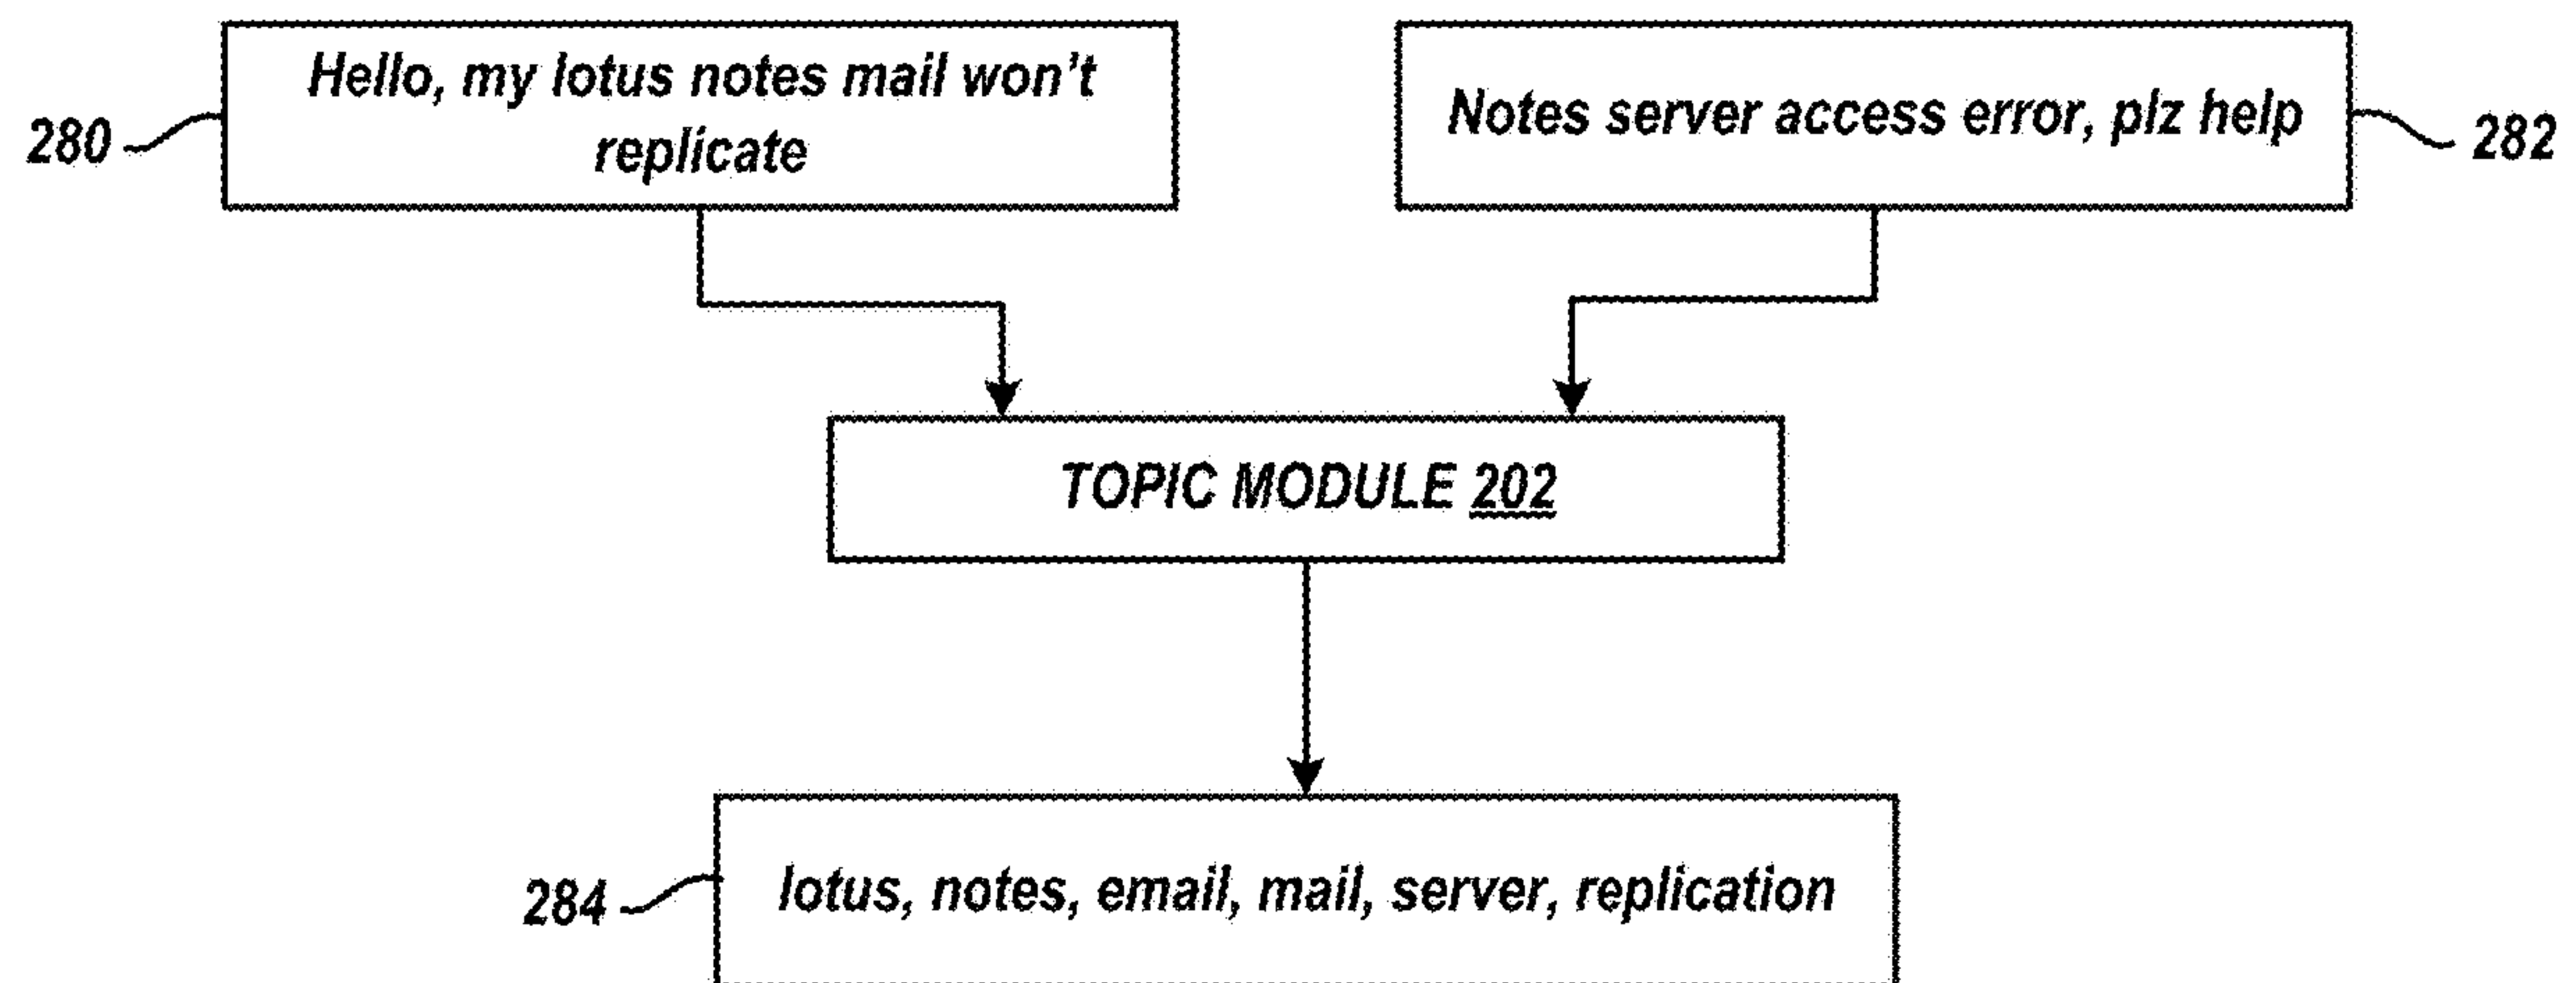 Hello, my lotus notes mail won't
replicate
280
Notes server access error, plz help
282
TOPIC MODULE 202
284
lotus, notes, email, mail, server, replication